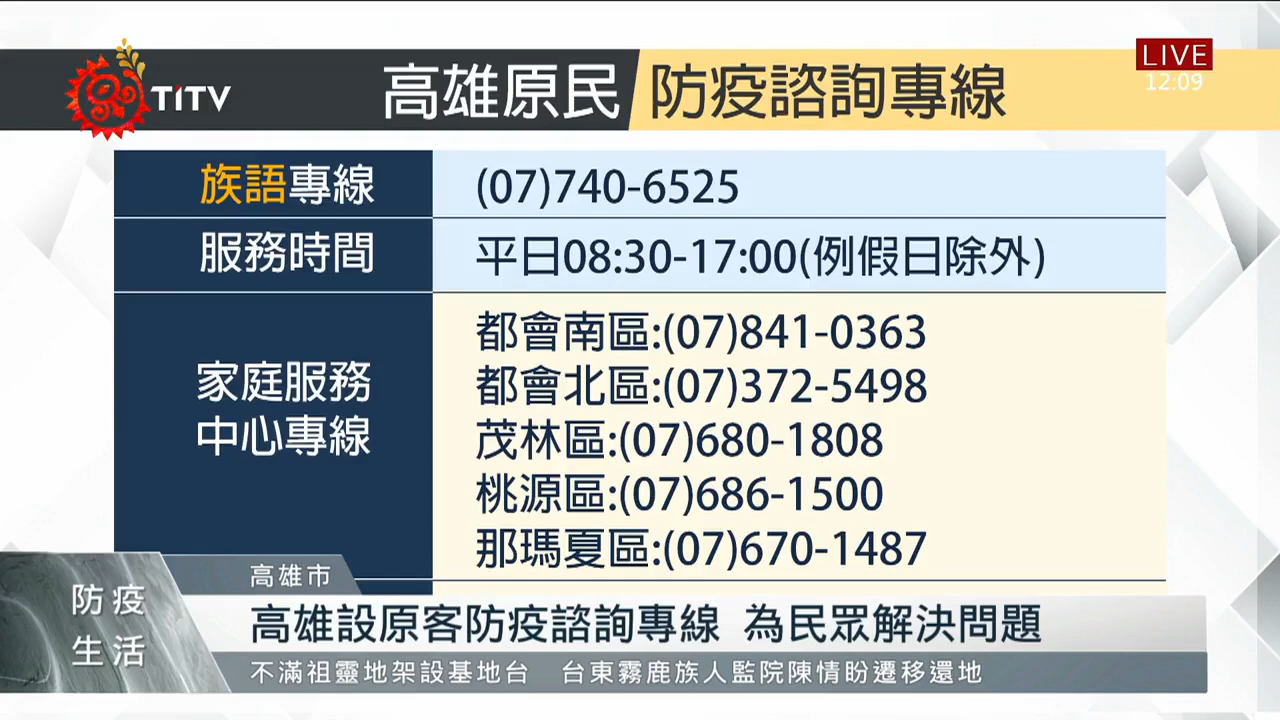 LIVE
12:09
TITV
高雄原民 防疫諮詢專線
族語專線 (07)740-6525
服務時間 平日08:30-17:00(例假日除外)
家庭服務
中心專線
都會南區:(07)841-0363
都會北區:(07)372-5498
茂林區:(07)680-1808
桃源區:(07)686-1500
那瑪夏區:(07)670-1487
防疫
生活
高雄市
高雄設原客防疫諮詢專線 為民眾解決問題
不滿祖靈地架設基地台 台東霧鹿族人監院陳情盼遷移還地